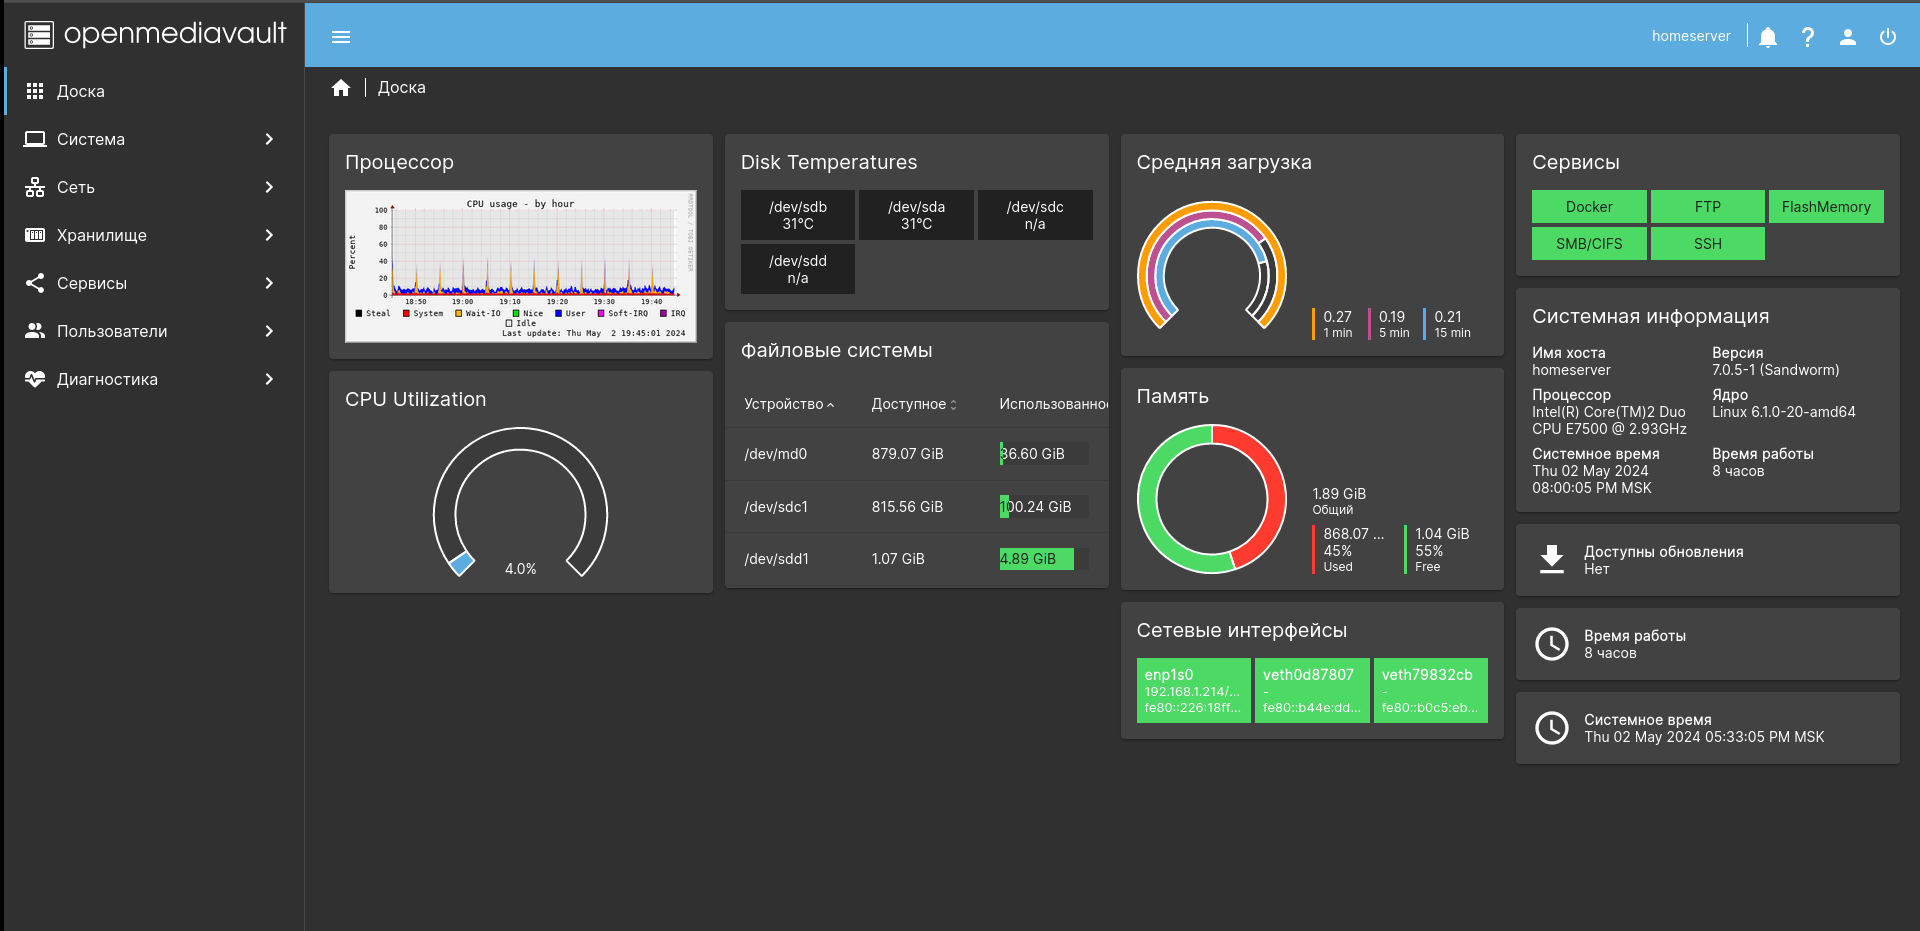 openmediavault
homeserver
Доска
Система
Сеть
Хранилище
Сервисы
Пользователи
Диагностика
Доска
Процессор
CPU usage - by hour
Percent
100
80
60
40
20
0
18:50 19:00 19:10 19:20 19:30 19:40
Steal System Wait-IO Nice User Soft-IRQ IRQ
Idle
Last update: Thu May 2 19:45:01 2024
RRDTOOL / TOBI OETIKER
CPU Utilization
4.0%
Disk Temperatures
/dev/sdb
31°C
/dev/sda
31°C
/dev/sdc
n/a
/dev/sdd
n/a
Файловые системы
Устройство Доступное Использованно
/dev/md0 879.07 GiB 36.60 GiB
/dev/sdc1 815.56 GiB 100.24 GiB
/dev/sdd1 1.07 GiB 4.89 GiB
Средняя загрузка
0.27
1 min
0.19
5 min
0.21
15 min
Память
1.89 GiB
Общий
868.07 ...
45%
Used
1.04 GiB
55%
Free
Сетевые интерфейсы
enp1s0
192.168.1.214/...
fe80::226:18ff...
veth0d87807
-
fe80::b44e:dd...
veth79832cb
-
fe80::b0c5:eb...
Сервисы
Docker
FTP
FlashMemory
SMB/CIFS
SSH
Системная информация
Имя хоста
homeserver
Версия
7.0.5-1 (Sandworm)
Процессор
Intel(R) Core(TM)2 Duo
CPU E7500 @ 2.93GHz
Ядро
Linux 6.1.0-20-amd64
Системное время
Thu 02 May 2024
08:00:05 PM MSK
Время работы
8 часов
Доступны обновления
Нет
Время работы
8 часов
Системное время
Thu 02 May 2024 05:33:05 PM MSK